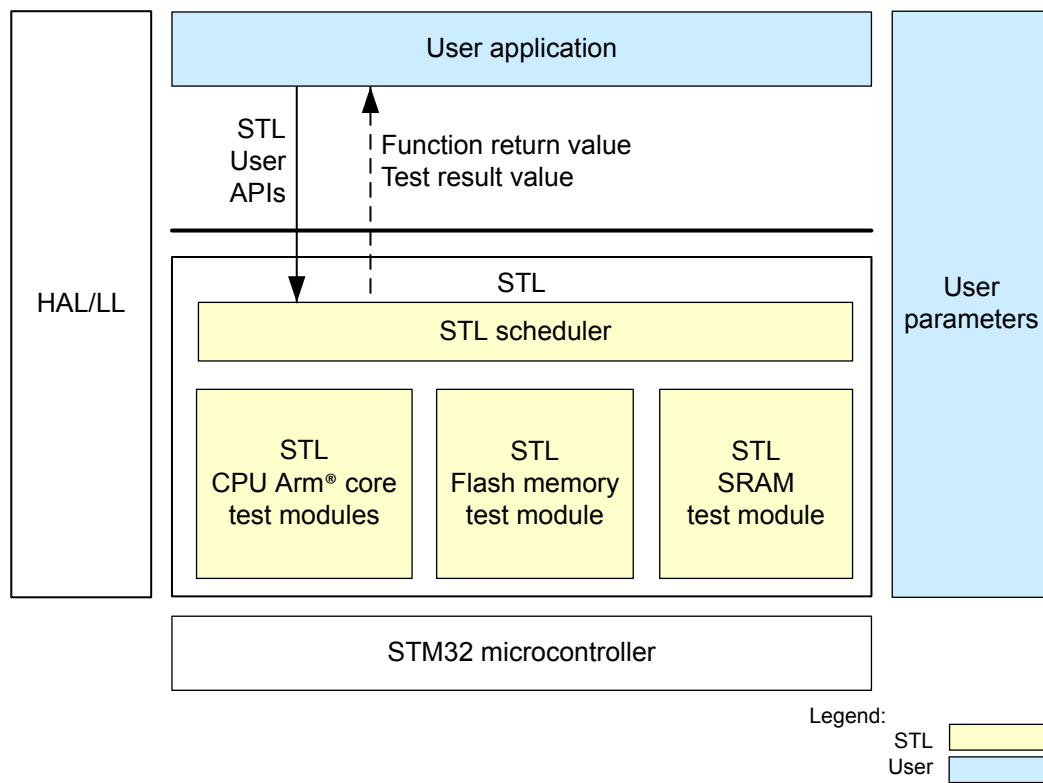 User application
STL
User
APIs
Function return value
Test result value
HAL/LL
STL
STL scheduler
User
parameters
STL
CPU Arm® core
test modules
STL
Flash memory
test module
STL
SRAM
test module
STM32 microcontroller
Legend:
STL
User